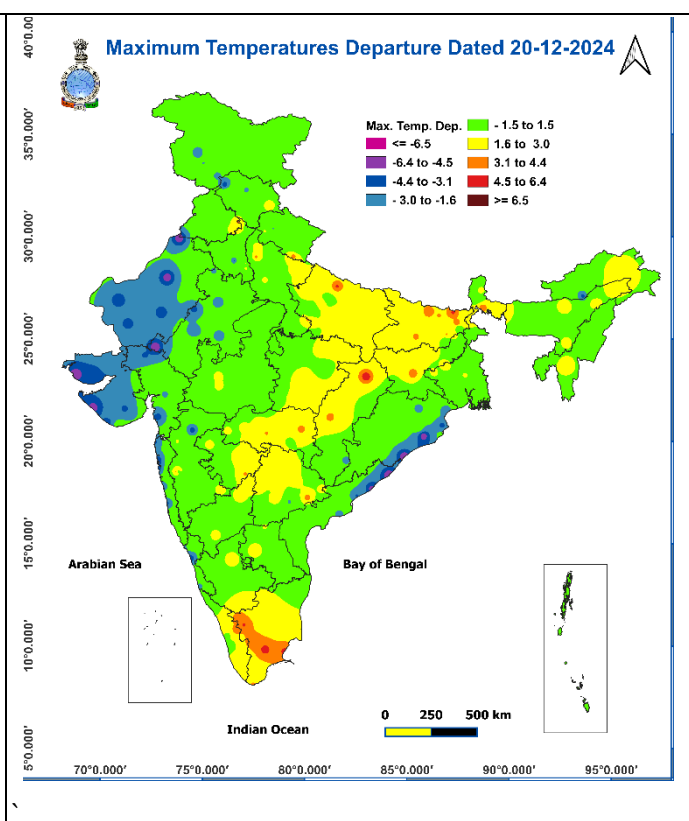 Maximum Temperatures Departure Dated 20-12-2024
Max. Temp. Dep.
<= -6.5
-6.4 to -4.5
-4.4 to -3.1
- 3.0 to -1.6
- 1.5 to 1.5
1.6 to 3.0
3.1 to 4.4
4.5 to 6.4
>= 6.5
40°0.000′
35°0.000′
30°0.000′
25°0.000′
20°0.000′
15°0.000′
10°0.000′
5°0.000′
Arabian Sea
Bay of Bengal
Indian Ocean
0 250 500 km
70°0.000′ 75°0.000′ 80°0.000′ 85°0.000′ 90°0.000′ 95°0.000′
`